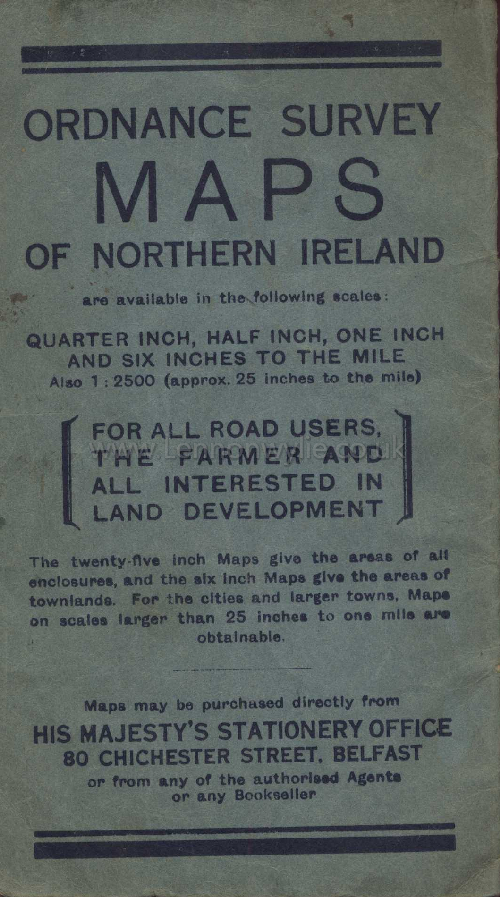 ORDNANCE SURVEY
MAPS
OF NORTHERN IRELAND
are available in the following scales:
QUARTER INCH, HALF INCH, ONE INCH
AND SIX INCHES TO THE MILE
Also 1 : 2500 (approx. 25 inches to the mile)
FOR ALL ROAD USERS,
THE FARMER AND
ALL INTERESTED IN
LAND DEVELOPMENT
The twenty-five inch Maps give the areas of all
enclosures, and the six inch Maps give the areas of
townlands. For the cities and larger towns, Maps
on scales larger than 25 inches to one mile are
obtainable.
Maps may be purchased directly from
HIS MAJESTY'S STATIONERY OFFICE
80 CHICHESTER STREET. BELFAST
or from any of the authorised Agents
or any Bookseller